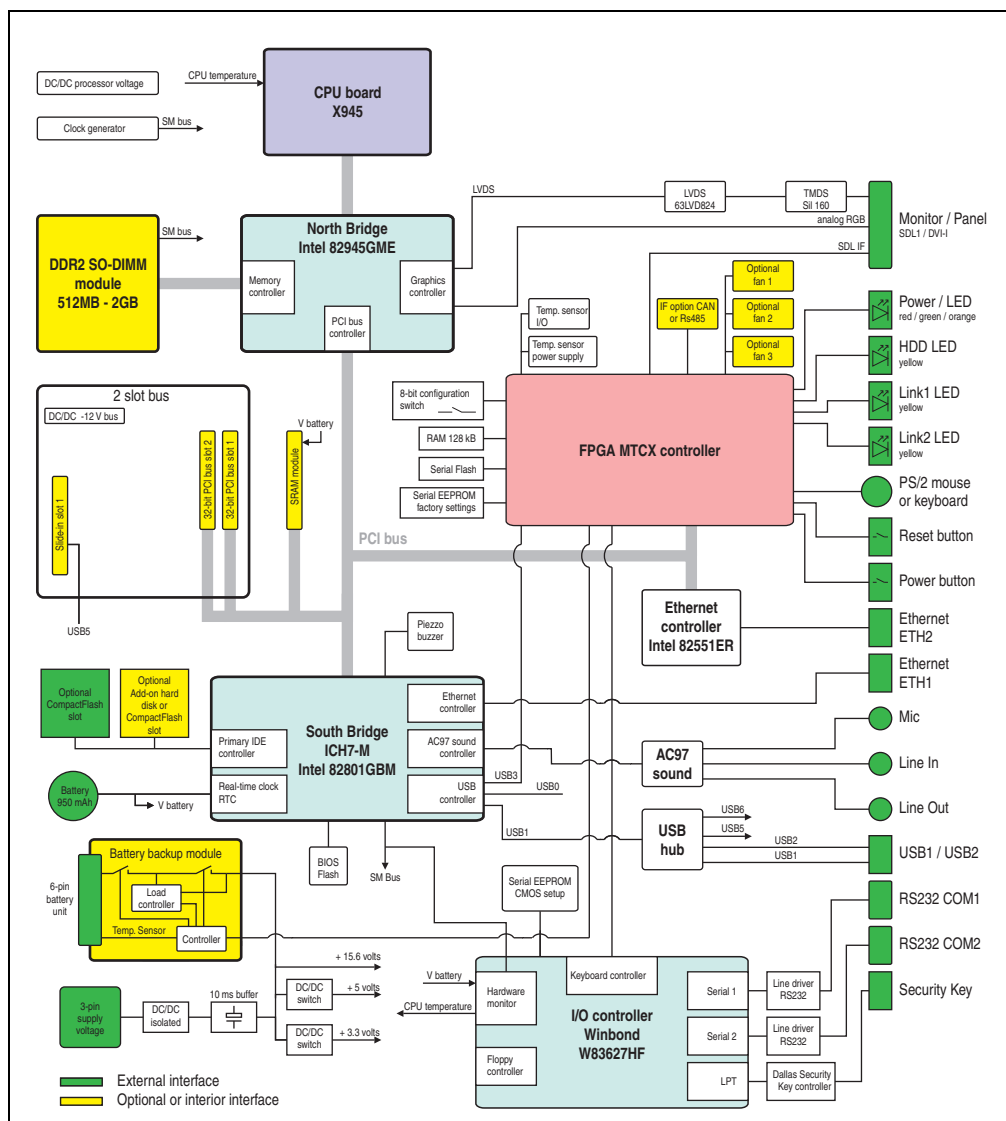 DC/DC processor voltage
CPU temperature
CPU board
X945
Clock generator
SM bus
LVDS
LVDS
63LVD824
TMDS
Sil 160
analog RGB
SDL IF
Monitor / Panel
SDL1 / DVI-I
DDR2 SO-DIMM
module
512MB - 2GB
SM bus
North Bridge
Intel 82945GME
Memory
controller
Graphics
controller
PCI bus
controller
Temp. sensor
I/O
Temp. sensor
power supply
IF option CAN
or Rs485
Optional
fan 1
Optional
fan 2
Optional
fan 3
Power / LED
red / green / orange
HDD LED
yellow
Link1 LED
yellow
Link2 LED
yellow
PS/2 mouse
or keyboard
Reset button
Power button
Ethernet
ETH2
Ethernet
ETH1
Mic
Line In
Line Out
USB1 / USB2
RS232 COM1
RS232 COM2
Security Key
2 slot bus
DC/DC -12 V bus
Slide-in slot 1
32-bit PCI bus slot 2
32-bit PCI bus slot 1
SRAM module
V battery
USB5
8-bit configuration
switch
RAM 128 kB
Serial Flash
Serial EEPROM
factory settings
FPGA MTCX controller
PCI bus
Ethernet
controller
Intel 82551ER
Piezzo
buzzer
Optional
CompactFlash
slot
Optional
Add-on hard
disk or
CompactFlash
slot
Battery
950 mAh
V battery
South Bridge
ICH7-M
Intel 82801GBM
Ethernet
controller
Primary IDE
controller
AC97 sound
controller
Real-time clock
RTC
USB
controller
USB3
USB0
USB1
AC97
sound
USB
hub
USB6
USB5
USB2
USB1
BIOS
Flash
SM Bus
Serial EEPROM
CMOS setup
Battery backup module
6-pin
battery
unit
Load
controller
Temp. Sensor
Controller
+ 15.6 volts
3-pin
supply
voltage
DC/DC
isolated
10 ms buffer
DC/DC
switch
+ 5 volts
DC/DC
switch
+ 3.3 volts
V battery
CPU temperature
Hardware
monitor
Keyboard controller
I/O controller
Winbond
W83627HF
Floppy
controller
Serial 1
Serial 2
LPT
Line driver
RS232
Line driver
RS232
Dallas Security
Key controller
External interface
Optional or interior interface